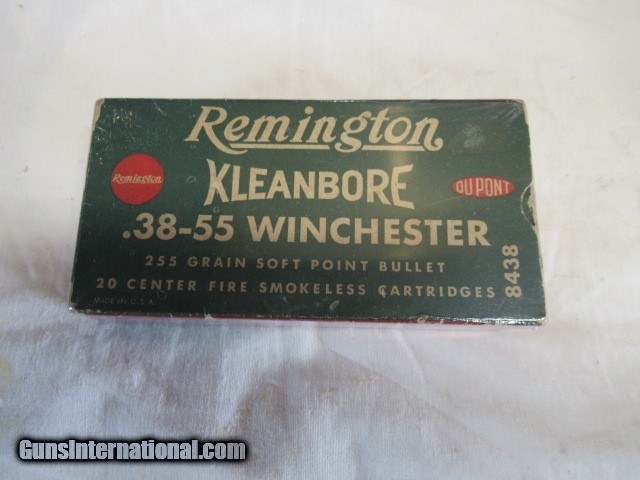 Remington
Remington
KLEANBORE
DU PONT
.38-55 WINCHESTER
255 GRAIN SOFT POINT BULLET
20 CENTER FIRE SMOKELESS CARTRIDGES
8438
MADE IN U.S.A.
GunsInternational.com